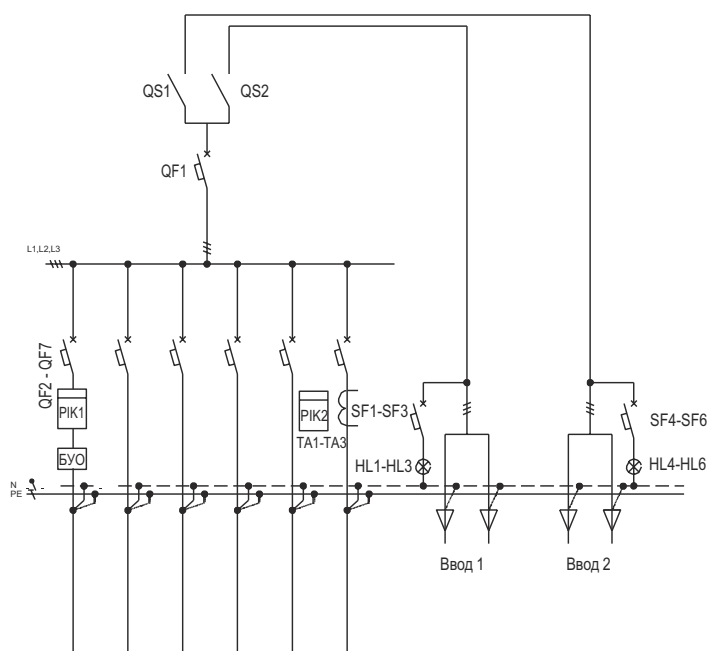 QS1
QS2
QF1
L1,L2,L3
QF2 - QF7
PIK1
PIK2
SF1-SF3
SF4-SF6
TA1-TA3
БУО
HL1-HL3
HL4-HL6
N
PE
Ввод 1
Ввод 2